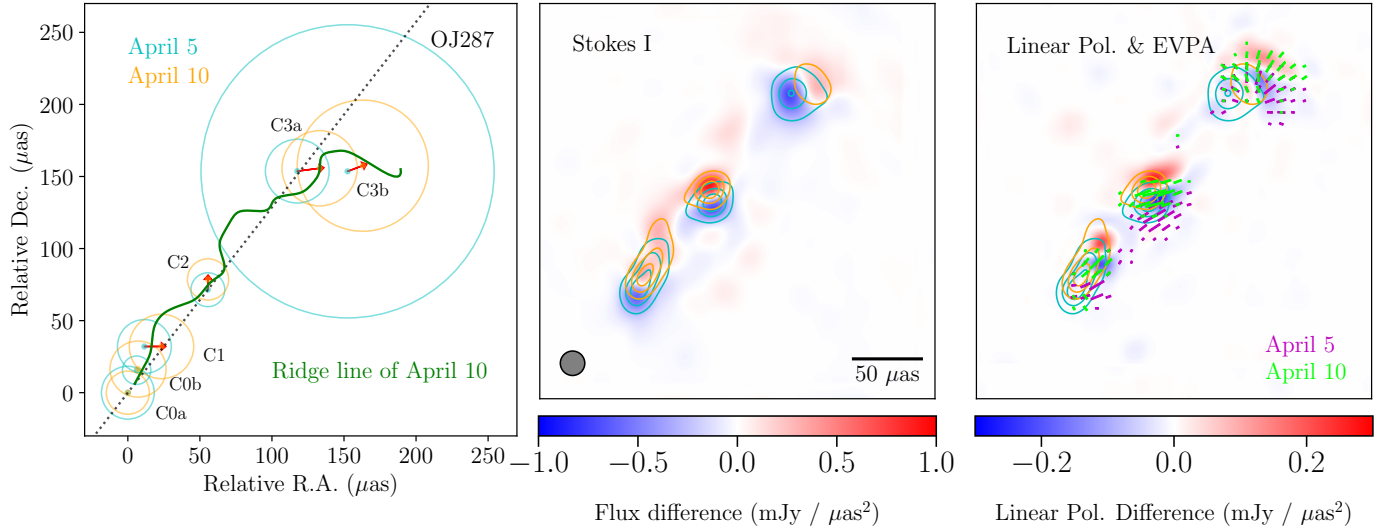 OJ287
April 5
April 10
C3a
C3b
C2
C1
C0b
C0a
Ridge line of April 10
250
200
150
100
50
0
Relative Dec. (μas)
0 50 100 150 200 250
Relative R.A. (μas)
Stokes I
50 μas
−1.0 −0.5 0.0 0.5 1.0
Flux difference (mJy / μas²)
Linear Pol. & EVPA
April 5
April 10
−0.2 0.0 0.2
Linear Pol. Difference (mJy / μas²)